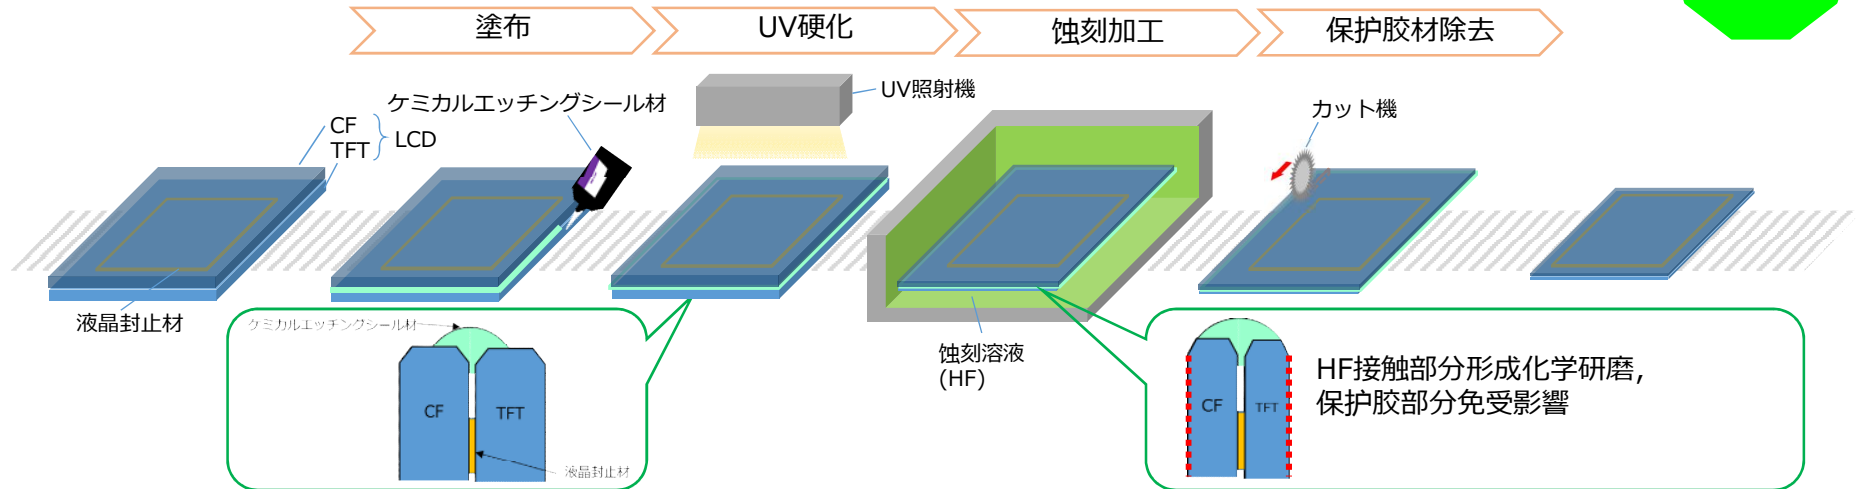 塗布
UV硬化
蚀刻加工
保护胶材除去
ケミカルエッチングシール材
UV照射機
カット機
CF
TFT
LCD
液晶封止材
ケミカルエッチングシール材
CF
TFT
液晶封止材
蚀刻溶液
(HF)
CF
TFT
HF接触部分形成化学研磨,
保护胶部分免受影響